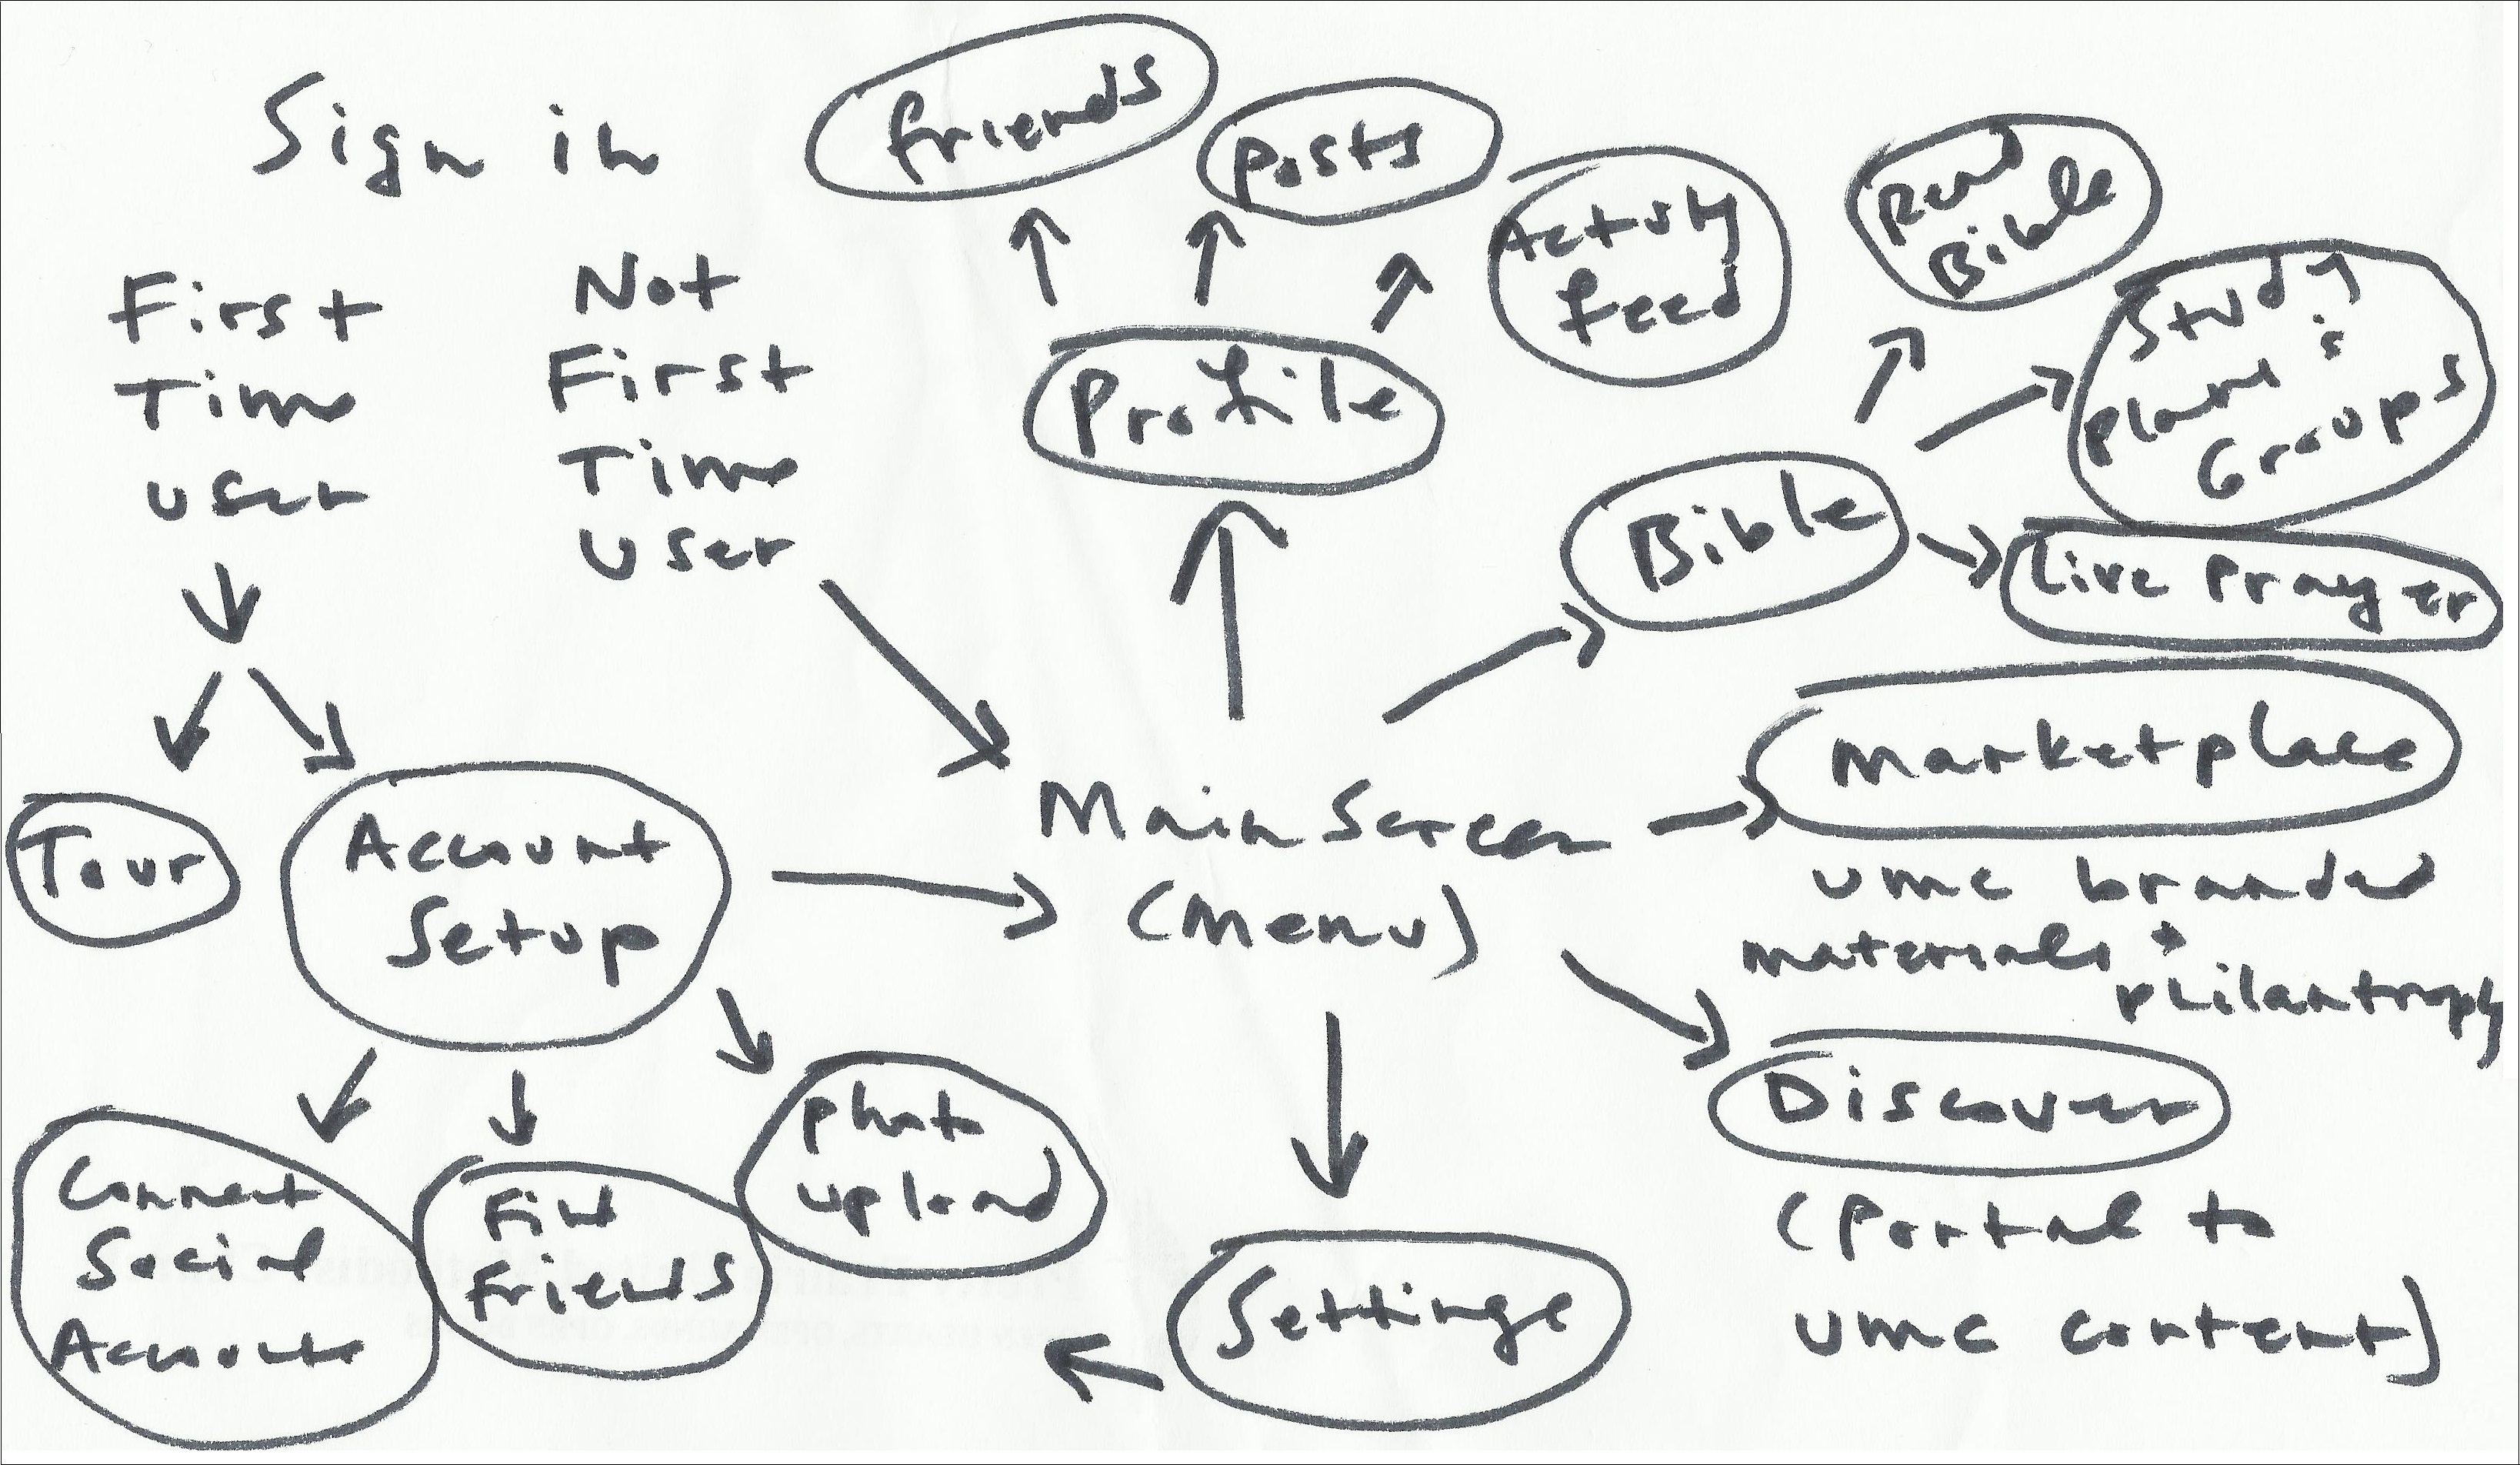 Sign in
First
Time
User
Not
First
Time
User
friends
posts
Activity
feed
Profile
Read
Bible
Study
plans &
Groups
Bible
Live Prayer
Tour
Account
Setup
Main Screen
(Menu)
Marketplace
UMC branded
materials +
philantropy
Discover
(Portal to
UMC content)
Connect
Social
Accounts
Find
friends
photo
upload
Settings